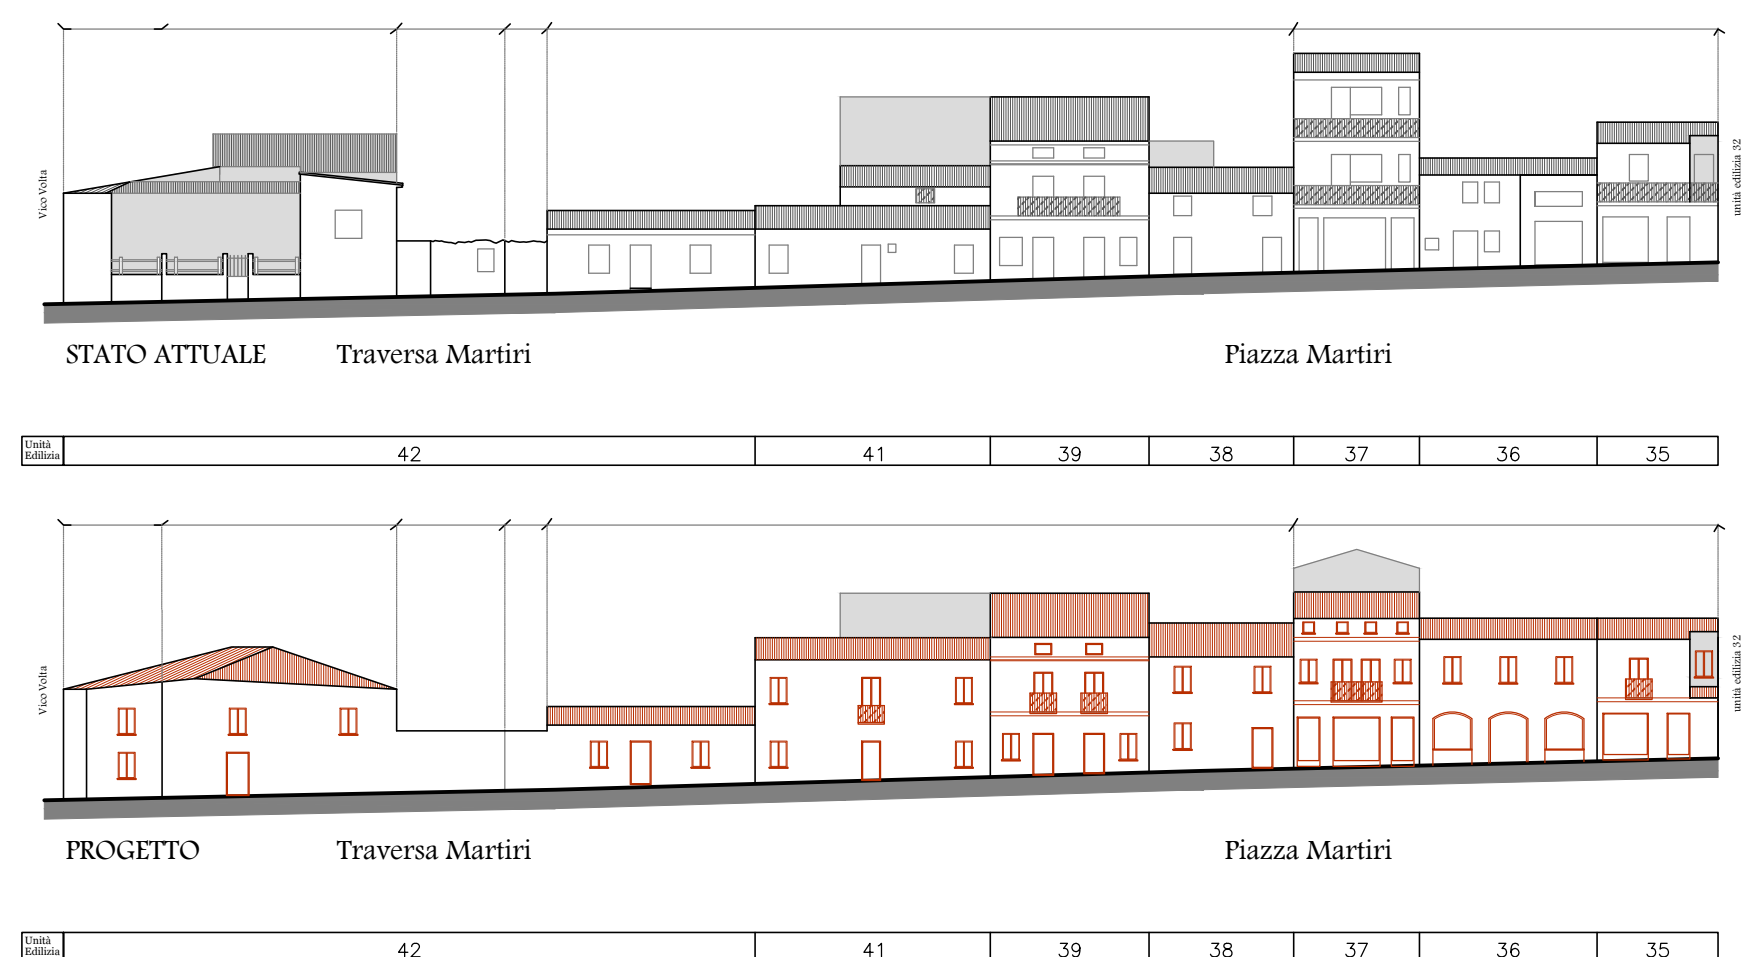 Vico Volta
unità edilizia 32
STATO ATTUALE Traversa Martiri Piazza Martiri
Unità
Edilizia
42 41 39 38 37 36 35
Vico Volta
unità edilizia 32
PROGETTO Traversa Martiri Piazza Martiri
Unità
Edilizia
42 41 39 38 37 36 35